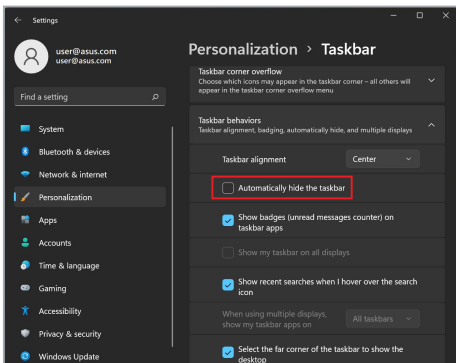 Settings
user@asus.com
user@asus.com
Personalization > Taskbar
Find a setting
System
Bluetooth & devices
Network & internet
Personalization
Apps
Accounts
Time & language
Gaming
Accessibility
Privacy & security
Windows Update
Taskbar corner overflow
Choose which icons may appear in the taskbar corner – all others will
appear in the taskbar corner overflow menu
Taskbar behaviors
Taskbar alignment, badging, automatically hide, and multiple displays
Taskbar alignment
Center
Automatically hide the taskbar
Show badges (unread messages counter) on
taskbar apps
Show my taskbar on all displays
Show recent searches when I hover over the search
icon
When using multiple displays,
show my taskbar apps on
All taskbars
Select the far corner of the taskbar to show the
desktop